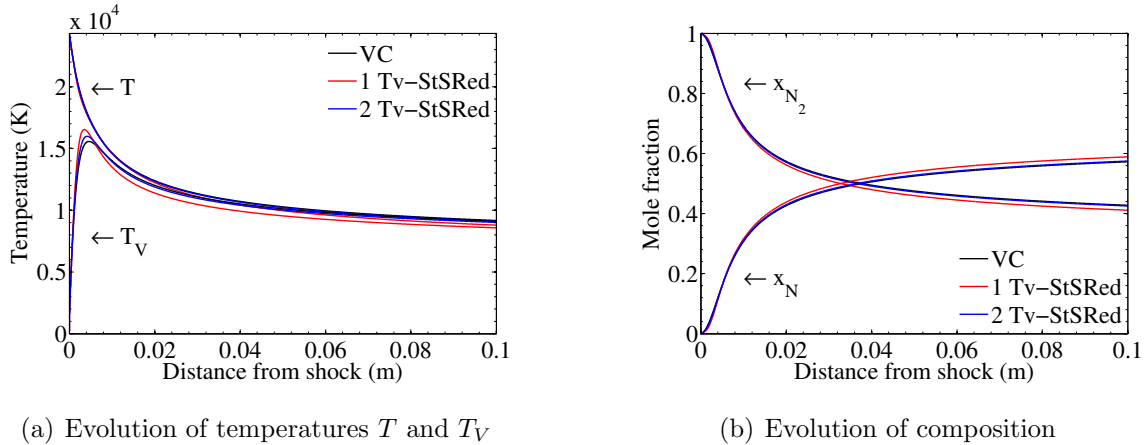 x 10⁴
2
1.5
1
0.5
0
0 0.02 0.04 0.06 0.08 0.1
Temperature (K)
Distance from shock (m)
← T
← T_V
VC
1 Tv−StSRed
2 Tv−StSRed
(a) Evolution of temperatures T and T_V
1
0.8
0.6
0.4
0.2
0
0 0.02 0.04 0.06 0.08 0.1
Mole fraction
Distance from shock (m)
← x_{N_2}
← x_N
VC
1 Tv−StSRed
2 Tv−StSRed
(b) Evolution of composition